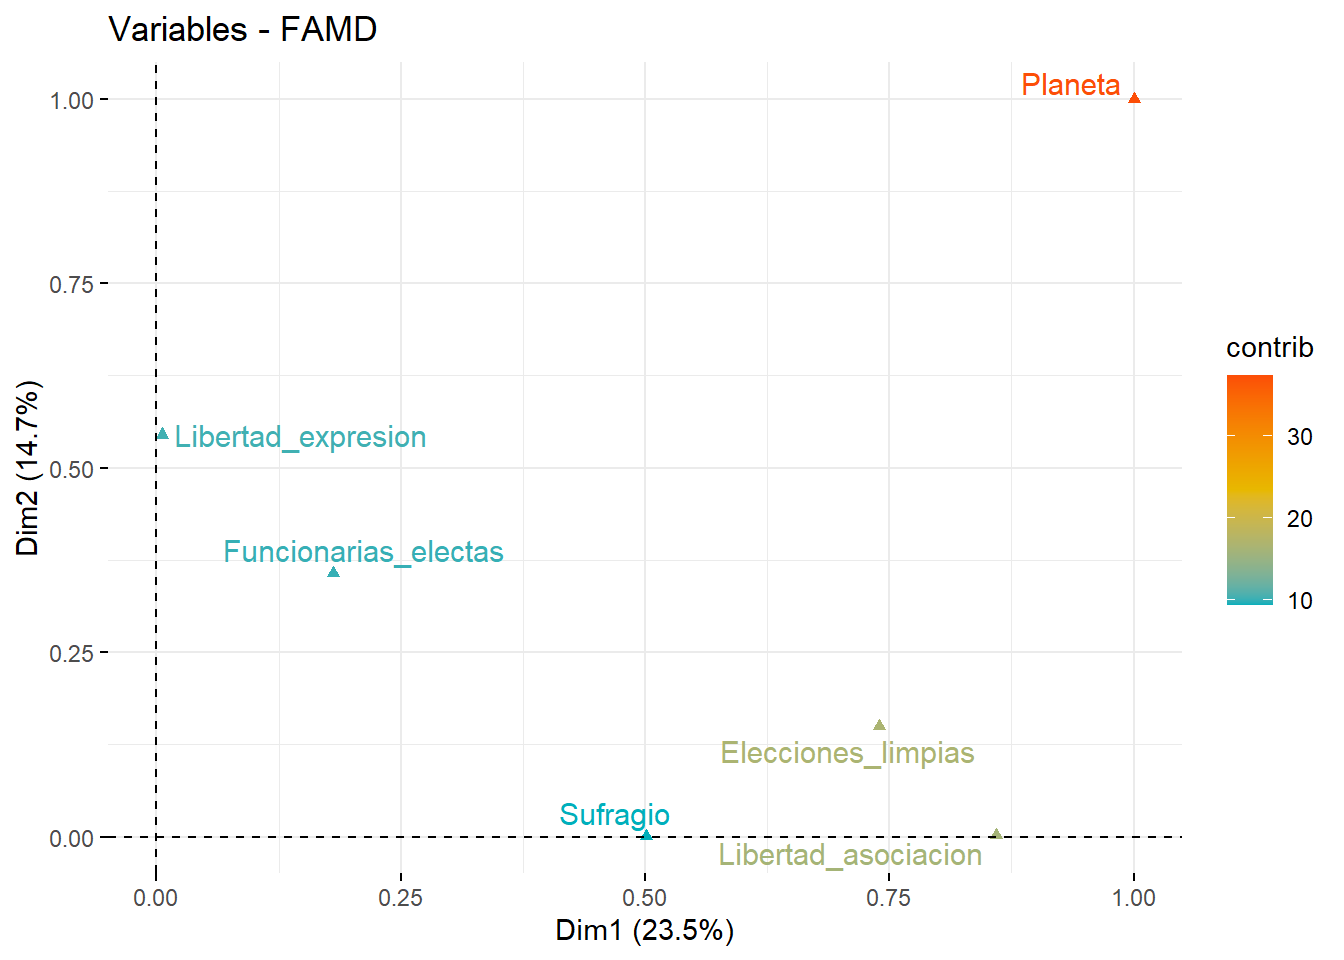 Variables - FAMD
Planeta
Libertad_expresion
Funcionarias_electas
Elecciones_limpias
Sufragio
Libertad_asociacion
1.00
0.75
0.50
0.25
0.00
Dim2 (14.7%)
0.00 0.25 0.50 0.75 1.00
Dim1 (23.5%)
contrib
30
20
10